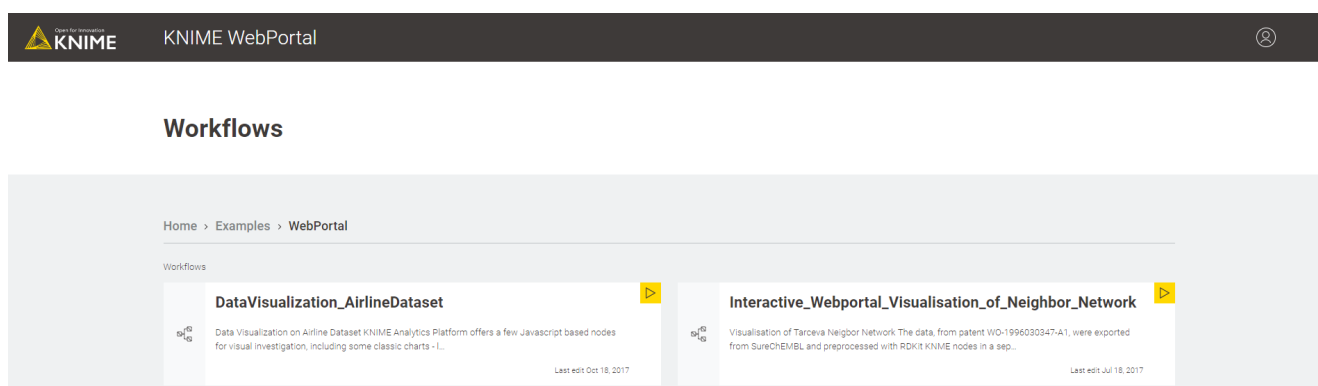 Open for Innovation
KNIME
KNIME WebPortal
Workflows
Home › Examples › WebPortal
Workflows
DataVisualization_AirlineDataset
Data Visualization on Airline Dataset KNIME Analytics Platform offers a few Javascript based nodes
for visual investigation, including some classic charts - l...
Last edit Oct 18, 2017
Interactive_Webportal_Visualisation_of_Neighbor_Network
Visualisation of Tarceva Neigbor Network The data, from patent WO-1996030347-A1, were exported
from SureChEMBL and preprocessed with RDKit KNME nodes in a sep...
Last edit Jul 18, 2017